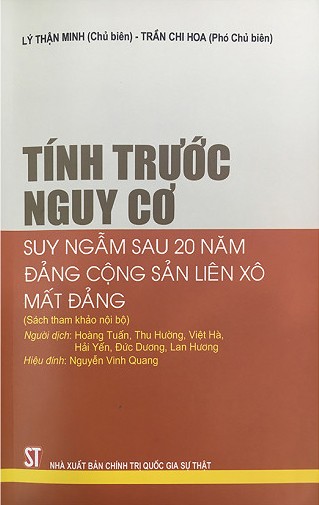 LÝ THẬN MINH (Chủ biên) - TRẦN CHI HOA (Phó Chủ biên)
TÍNH TRƯỚC
NGUY CƠ
SUY NGẪM SAU 20 NĂM
ĐẢNG CỘNG SẢN LIÊN XÔ
MẤT ĐẢNG
(Sách tham khảo nội bộ)
Người dịch: Hoàng Tuấn, Thu Hường, Việt Hà,
Hải Yến, Đức Dương, Lan Hương
Hiệu đính: Nguyễn Vinh Quang
ST
NHÀ XUẤT BẢN CHÍNH TRỊ QUỐC GIA SỰ THẬT